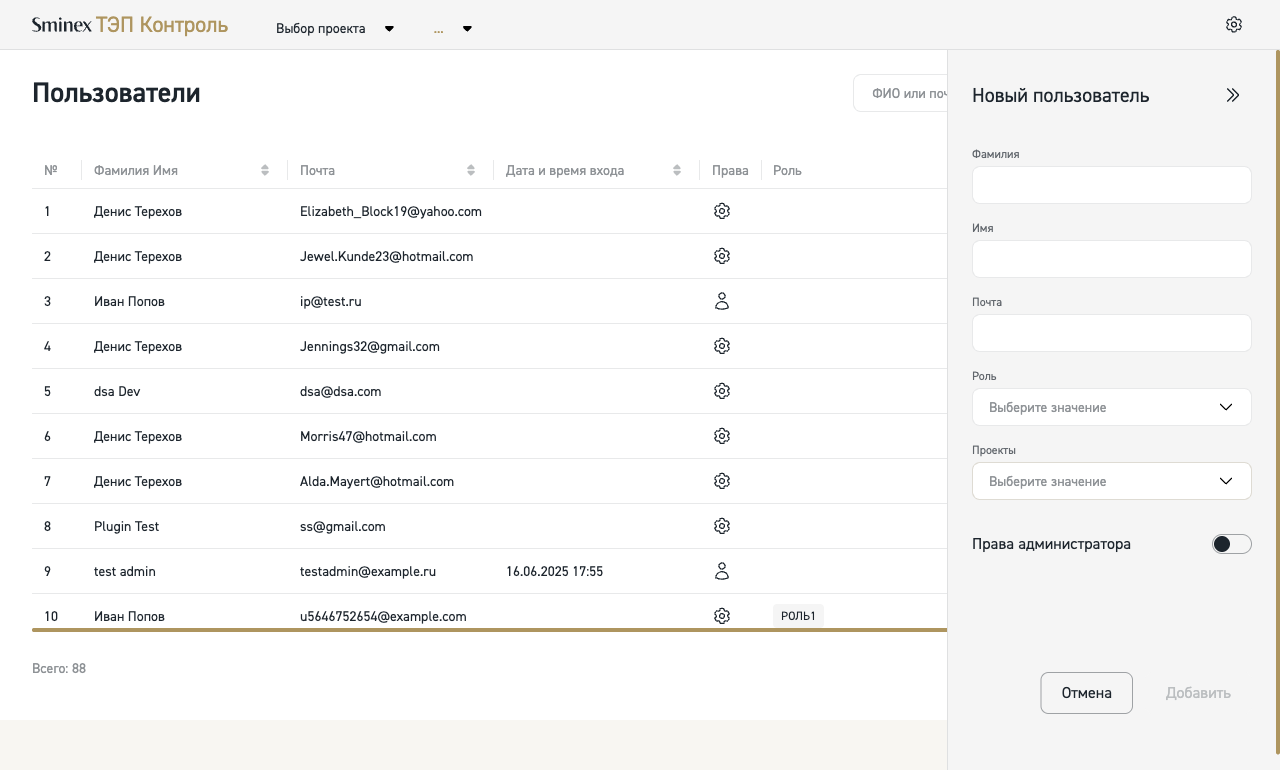 Sminex ТЭП Контроль Выбор проекта ...
Пользователи
ФИО или поч
№ Фамилия Имя Почта Дата и время входа Права Роль
1 Денис Терехов Elizabeth_Block19@yahoo.com
2 Денис Терехов Jewel.Kunde23@hotmail.com
3 Иван Попов ip@test.ru
4 Денис Терехов Jennings32@gmail.com
5 dsa Dev dsa@dsa.com
6 Денис Терехов Morris47@hotmail.com
7 Денис Терехов Alda.Mayert@hotmail.com
8 Plugin Test ss@gmail.com
9 test admin testadmin@example.ru 16.06.2025 17:55
10 Иван Попов u5646752654@example.com РОЛЬ1
Всего: 88
Новый пользователь
Фамилия
Имя
Почта
Роль
Выберите значение
Проекты
Выберите значение
Права администратора
Отмена Добавить